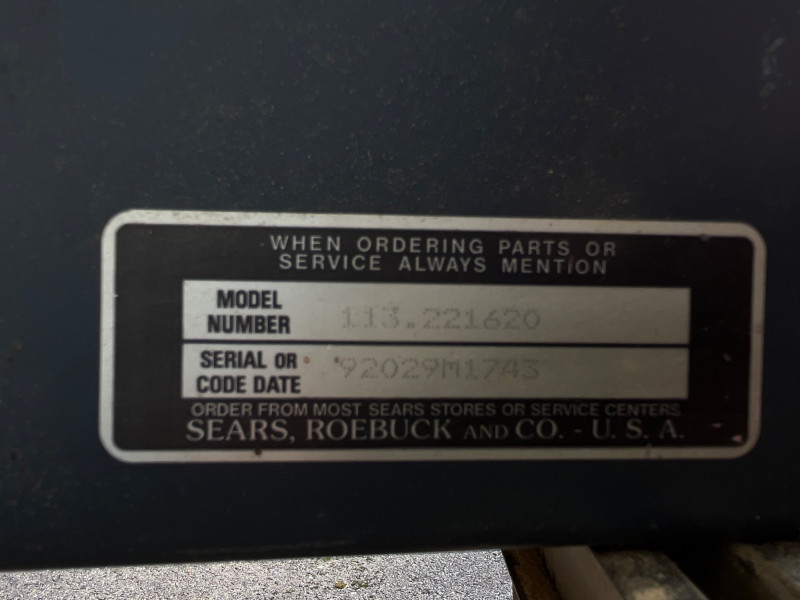 WHEN ORDERING PARTS OR
SERVICE ALWAYS MENTION
MODEL
NUMBER
113.221620
SERIAL OR
CODE DATE
92029M1743
ORDER FROM MOST SEARS STORES OR SERVICE CENTERS
SEARS, ROEBUCK AND CO. - U. S. A.